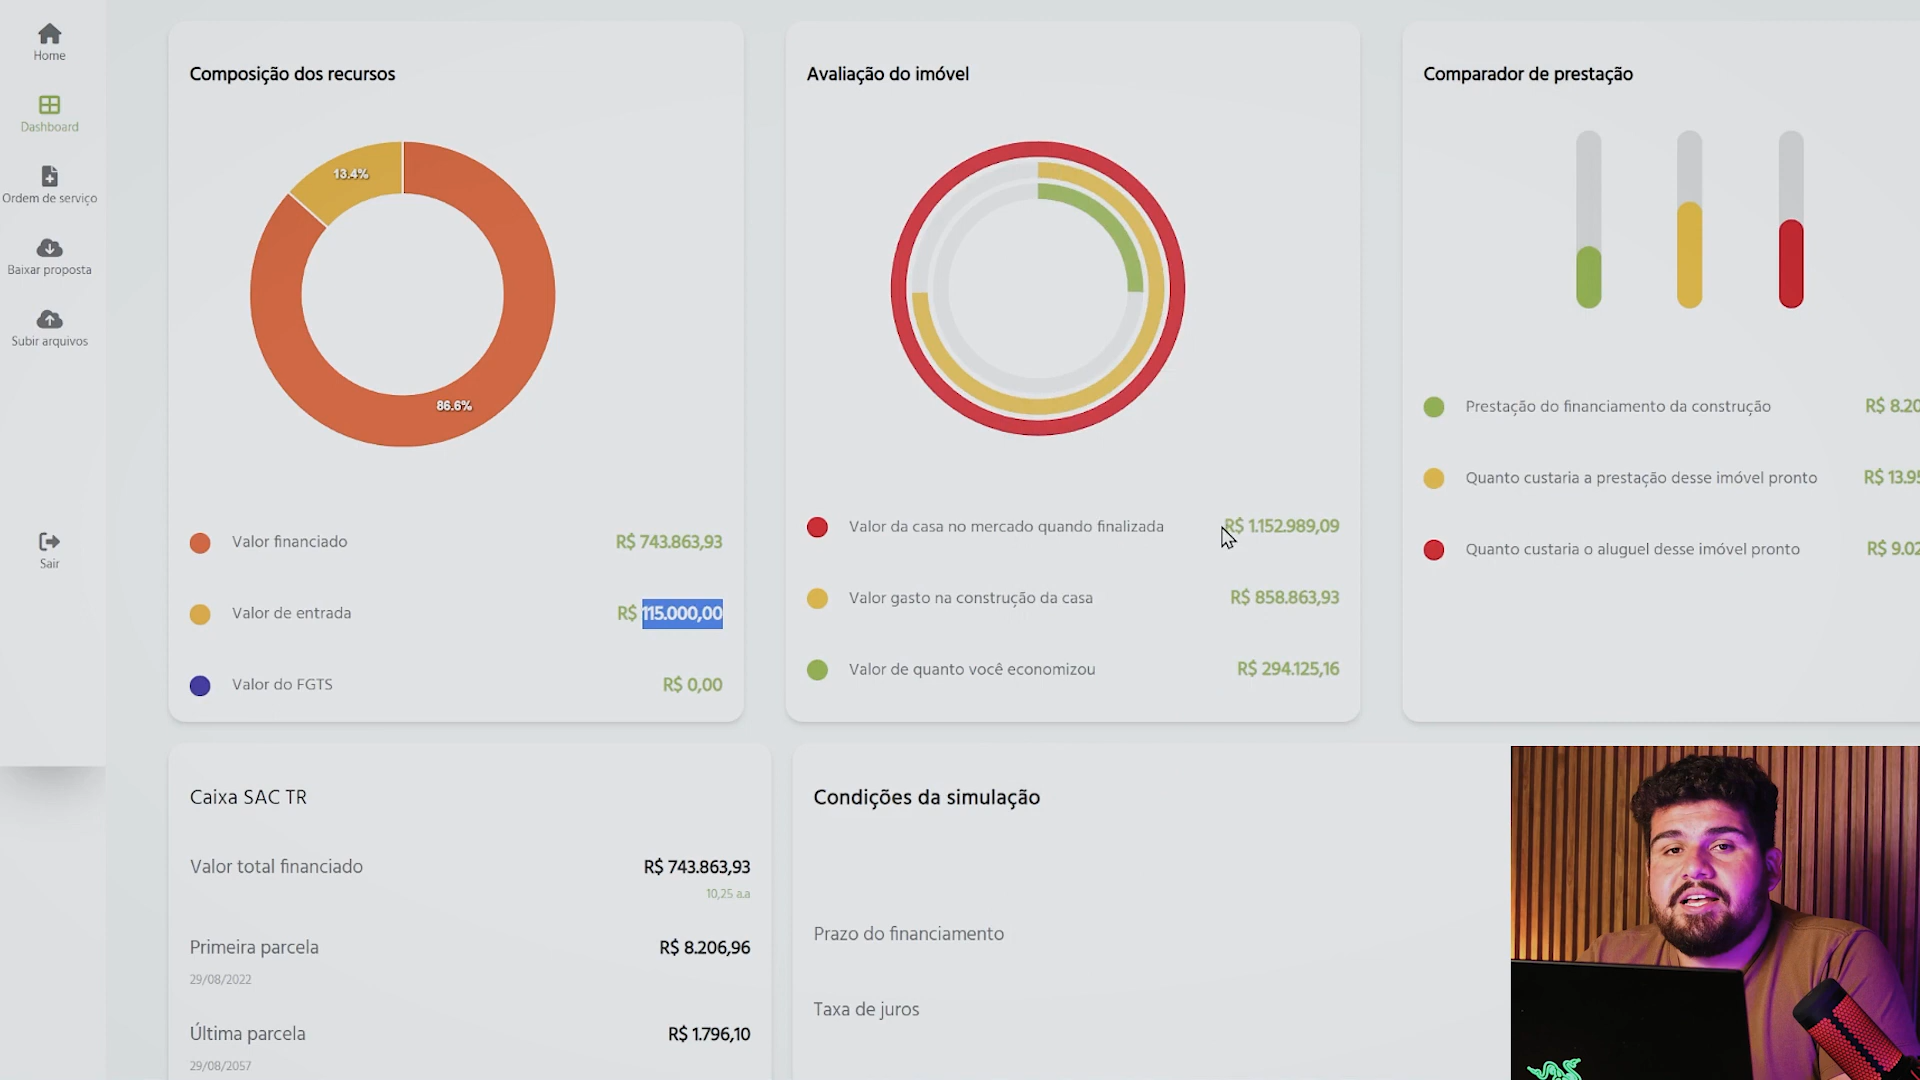 Home
Dashboard
Ordem de serviço
Baixar proposta
Subir arquivos
Sair
Composição dos recursos
13.4%
86.6%
Valor financiado R$ 743.863,93
Valor de entrada R$ 115.000,00
Valor do FGTS R$ 0,00
Avaliação do imóvel
Valor da casa no mercado quando finalizada R$ 1.152.989,09
Valor gasto na construção da casa R$ 858.863,93
Valor de quanto você economizou R$ 294.125,16
Comparador de prestação
Prestação do financiamento da construção R$ 8.20
Quanto custaria a prestação desse imóvel pronto R$ 13.95
Quanto custaria o aluguel desse imóvel pronto R$ 9.02
Caixa SAC TR
Valor total financiado R$ 743.863,93
10,25 a.a
Primeira parcela R$ 8.206,96
29/08/2022
Última parcela R$ 1.796,10
29/08/2057
Condições da simulação
Prazo do financiamento
Taxa de juros